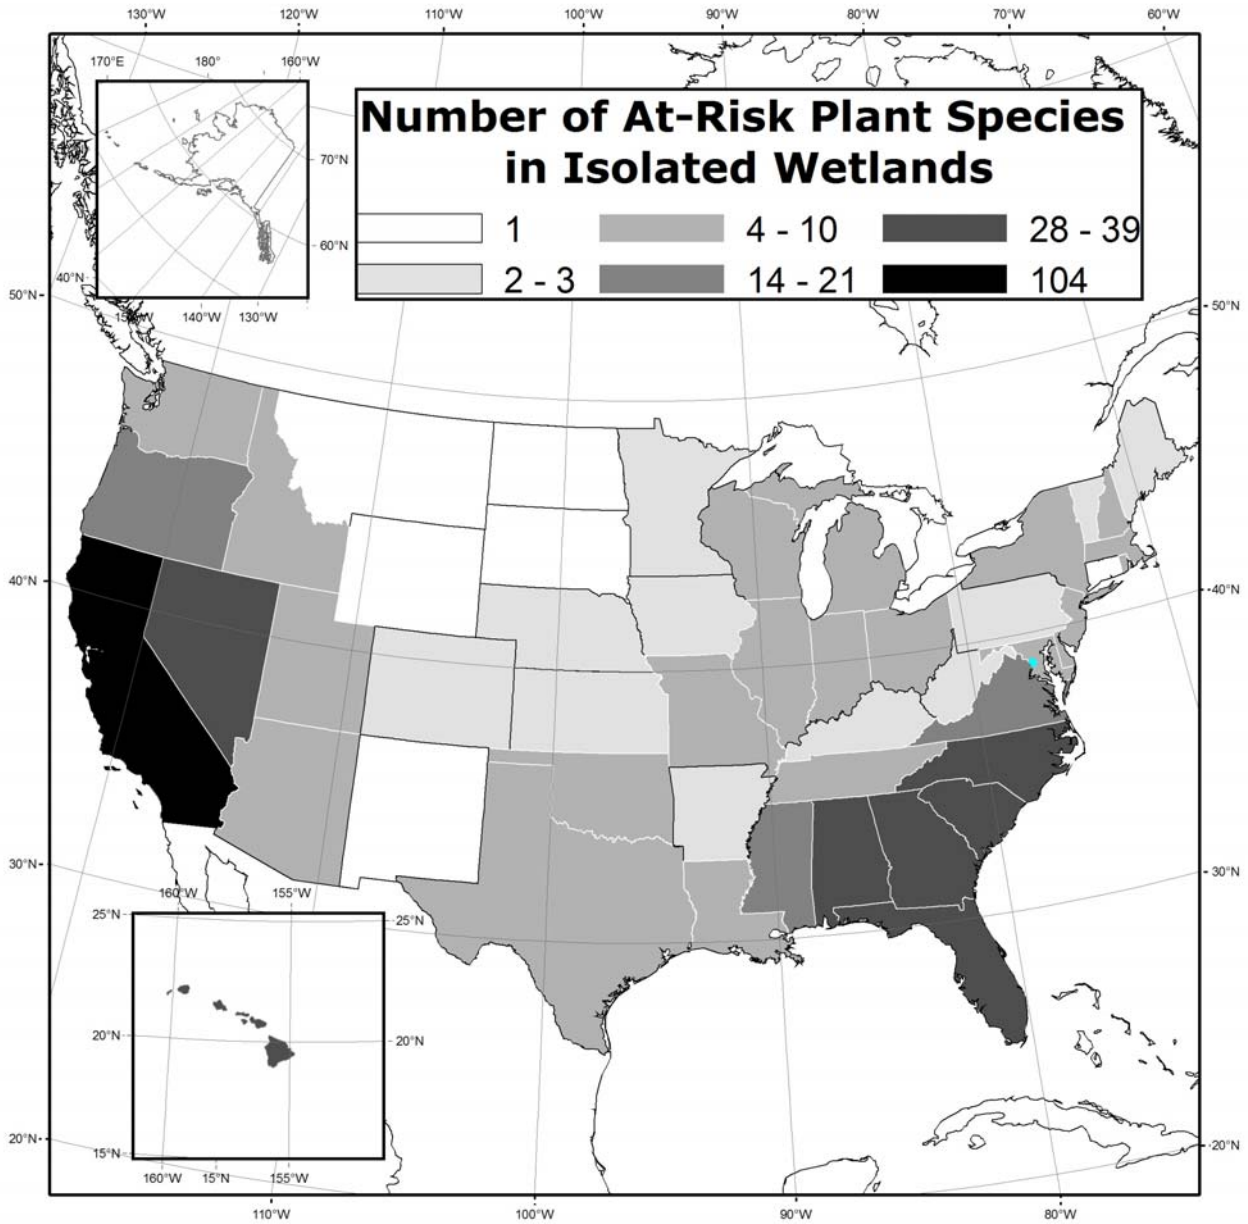 130°W 120°W 110°W 100°W 90°W 80°W 70°W 60°W
170°E 180° 160°W
Number of At-Risk Plant Species
in Isolated Wetlands
70°N
1 4 - 10 28 - 39
60°N
2 - 3 14 - 21 104
40°N
50°N 50°N
140°W 130°W
40°N 40°N
30°N 30°N
160°W 155°W
25°N 25°N
20°N 20°N
20°N 20°N
15°N
160°W 15°N 155°W
110°W 100°W 90°W 80°W